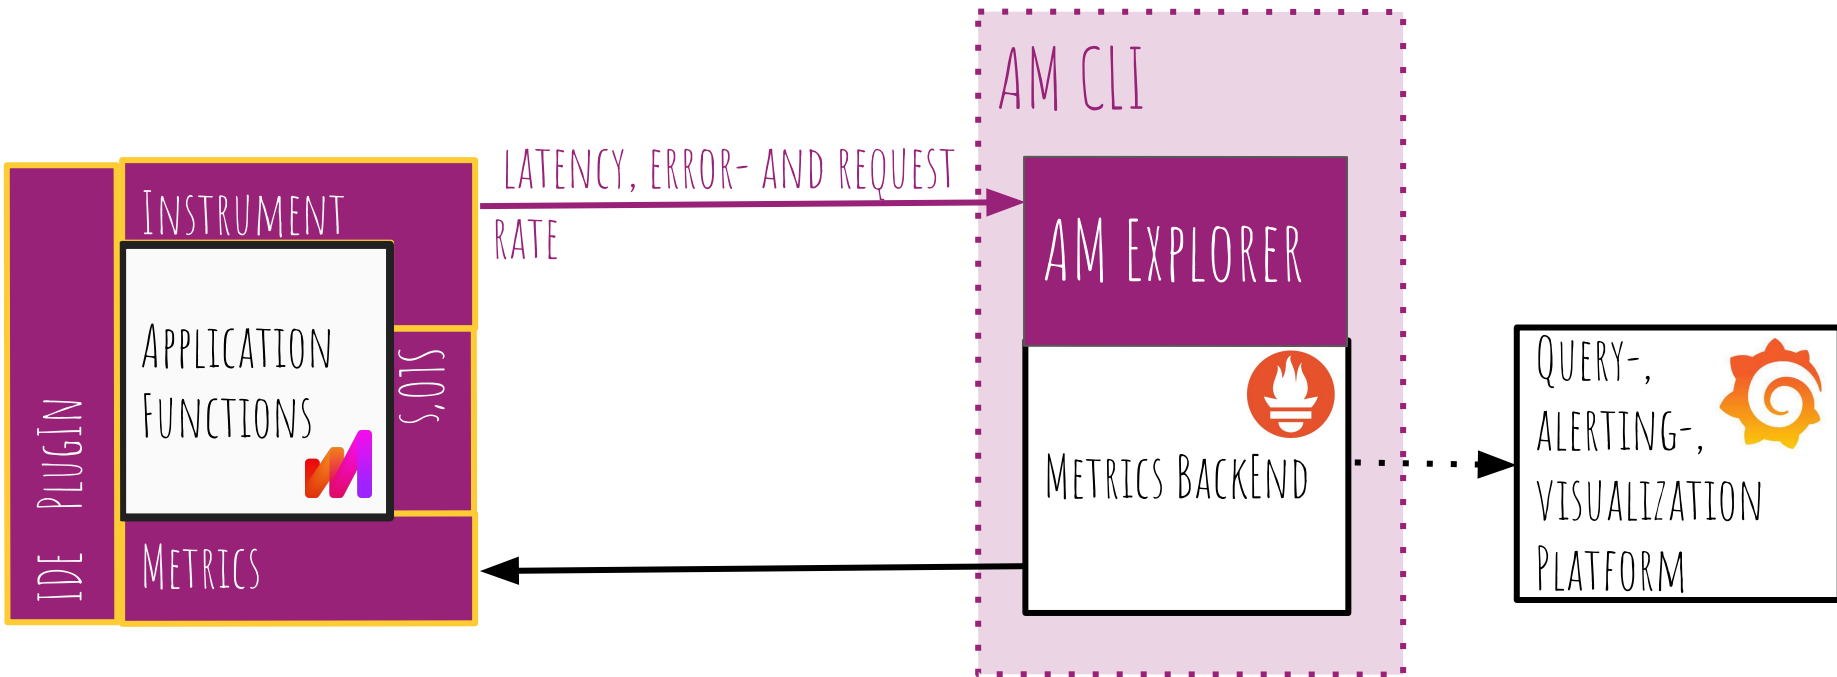 AM CLI
LATENCY, ERROR- AND REQUEST
RATE
INSTRUMENT
APPLICATION
FUNCTIONS
SLO'S
IDE PLUGIN
METRICS
AM EXPLORER
METRICS BACKEND
QUERY-,
ALERTING-,
VISUALIZATION
PLATFORM